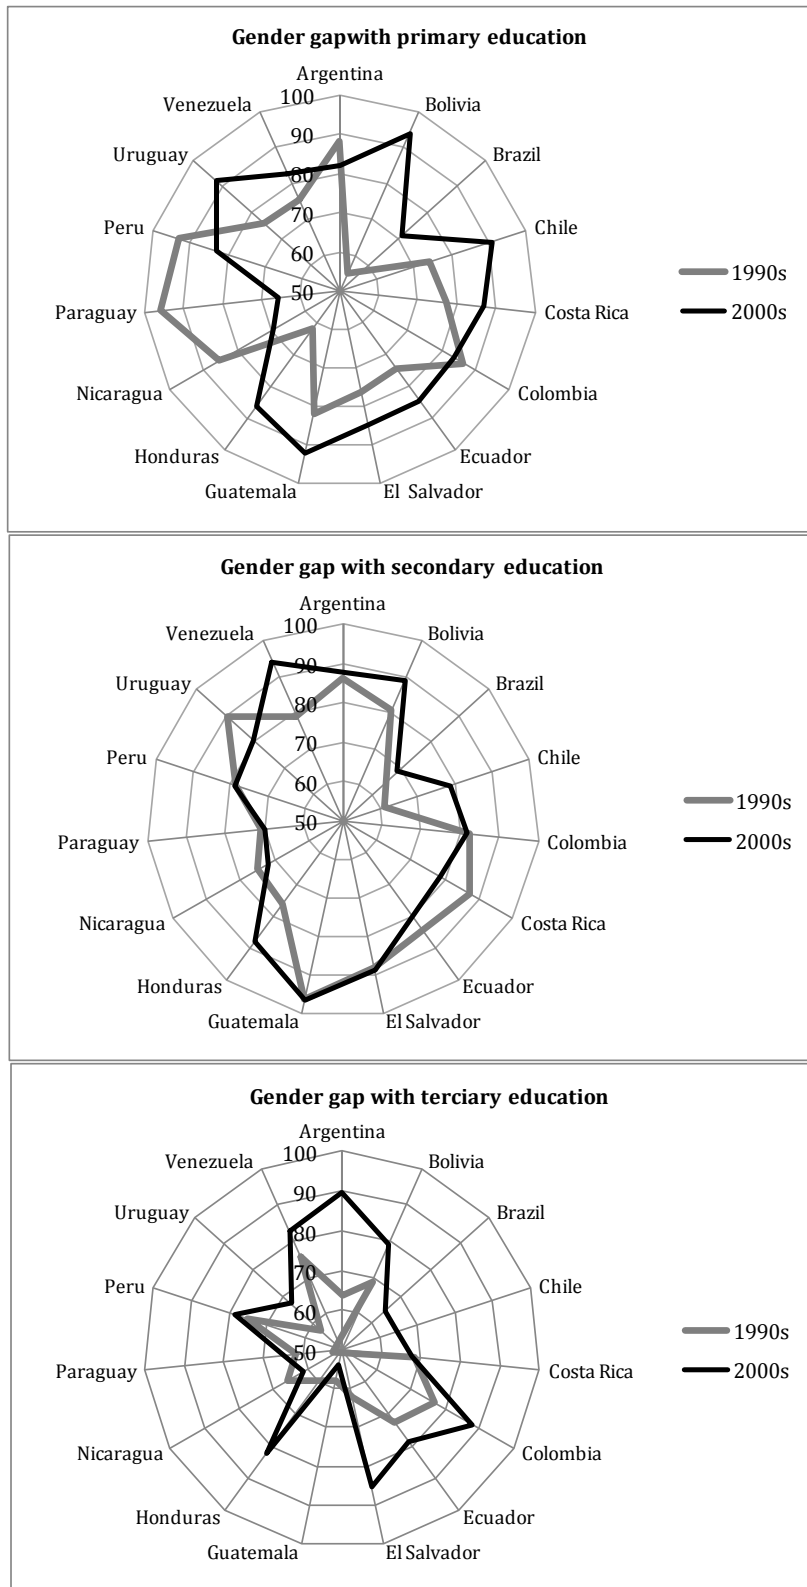 Gender gapwith primary education
Argentina
Bolivia
Brazil
Chile
Costa Rica
Colombia
Ecuador
El Salvador
Guatemala
Honduras
Nicaragua
Paraguay
Peru
Uruguay
Venezuela
100
90
80
70
60
50
1990s
2000s
Gender gap with secondary education
Argentina
Bolivia
Brazil
Chile
Colombia
Costa Rica
Ecuador
El Salvador
Guatemala
Honduras
Nicaragua
Paraguay
Peru
Uruguay
Venezuela
100
90
80
70
60
50
1990s
2000s
Gender gap with terciary education
Argentina
Bolivia
Brazil
Chile
Costa Rica
Colombia
Ecuador
El Salvador
Guatemala
Honduras
Nicaragua
Paraguay
Peru
Uruguay
Venezuela
100
90
80
70
60
50
1990s
2000s